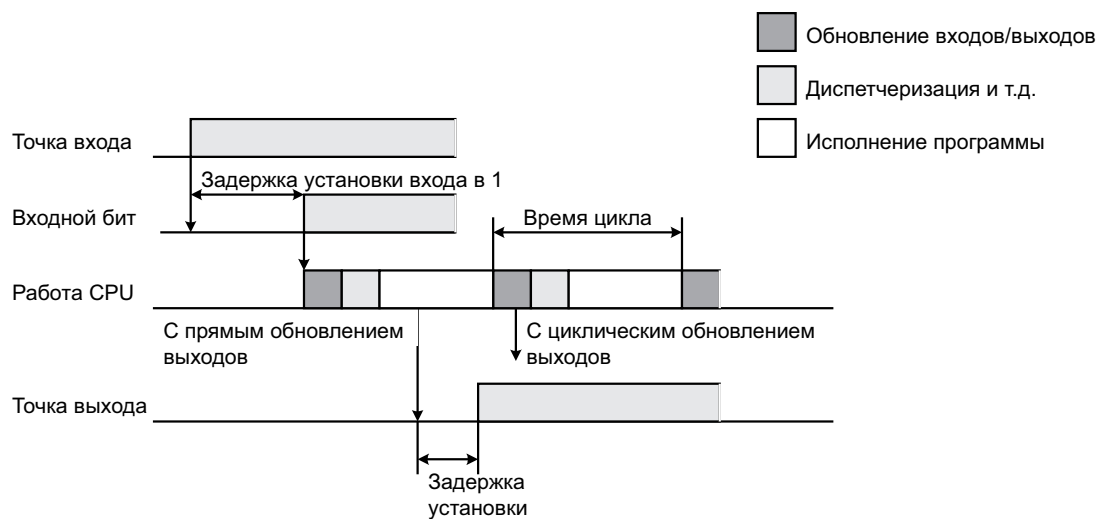 Обновление входов/выходов
Диспетчеризация и т.д.
Исполнение программы
Точка входа
Задержка установки входа в 1
Входной бит
Время цикла
Работа CPU
С прямым обновлением
выходов
С циклическим обновлением
выходов
Точка выхода
Задержка
установки